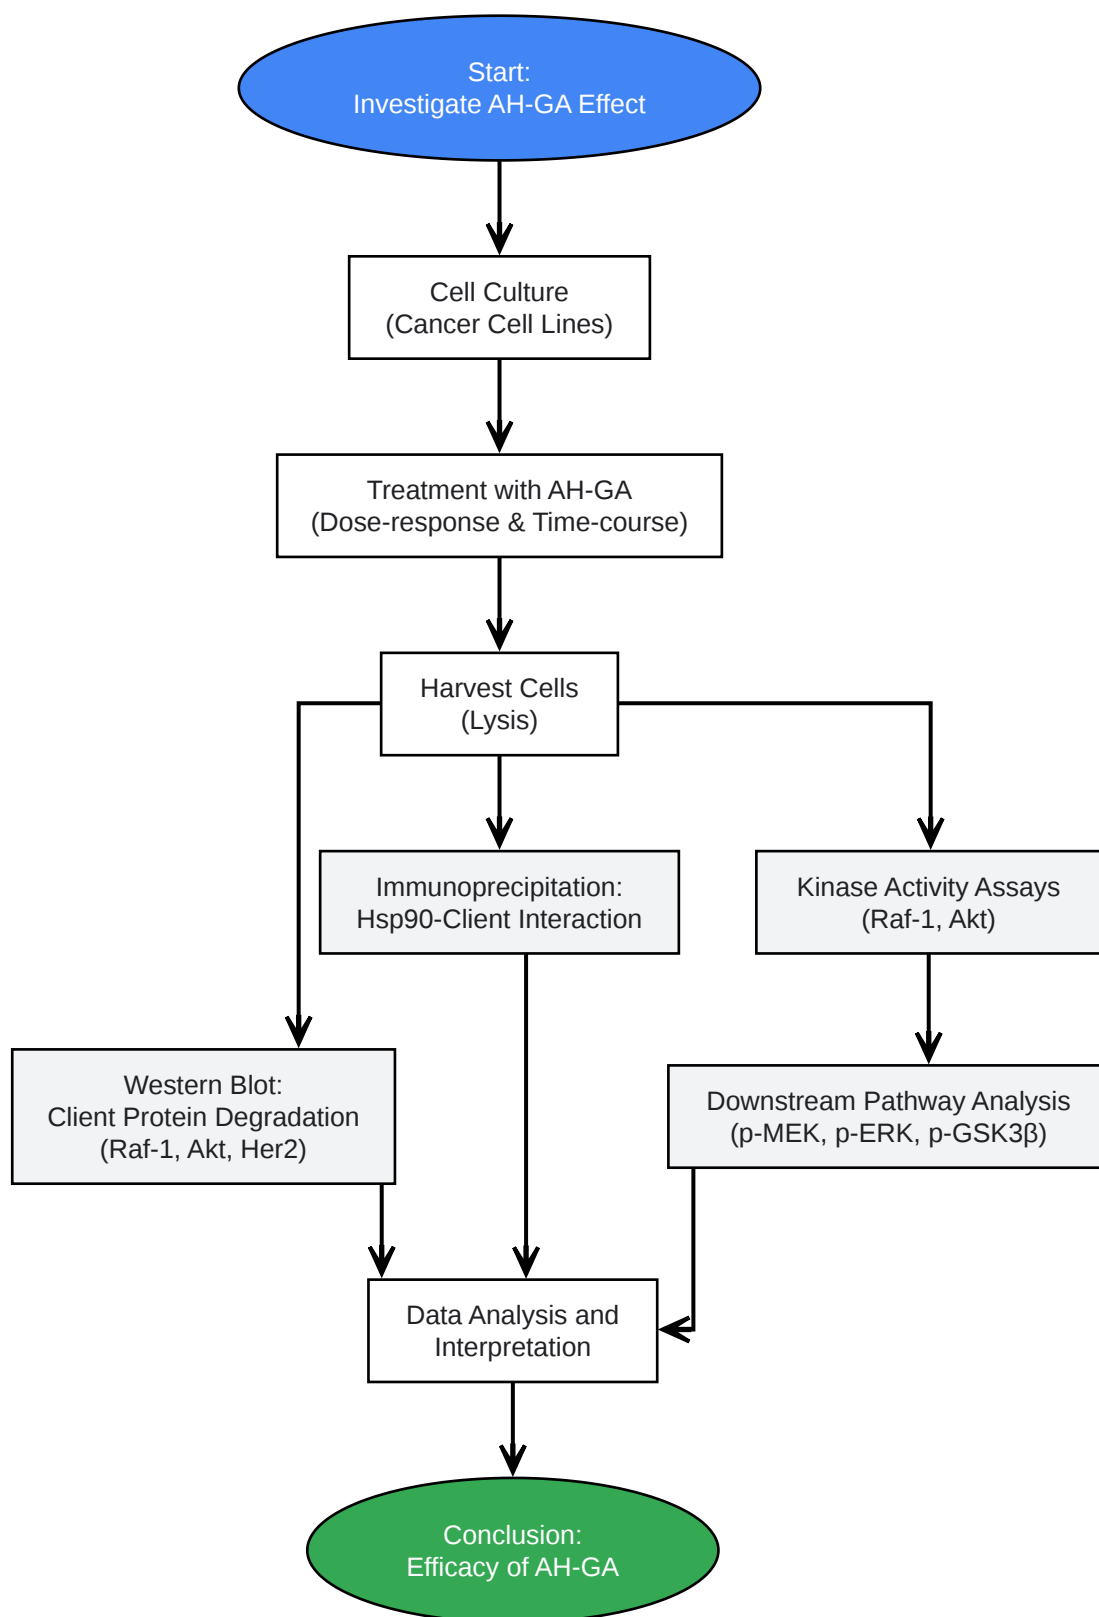 Start:
Investigate AH-GA Effect
Cell Culture
(Cancer Cell Lines)
Treatment with AH-GA
(Dose-response & Time-course)
Harvest Cells
(Lysis)
Immunoprecipitation:
Hsp90-Client Interaction
Kinase Activity Assays
(Raf-1, Akt)
Western Blot:
Client Protein Degradation
(Raf-1, Akt, Her2)
Downstream Pathway Analysis
(p-MEK, p-ERK, p-GSK3β)
Data Analysis and
Interpretation
Conclusion:
Efficacy of AH-GA